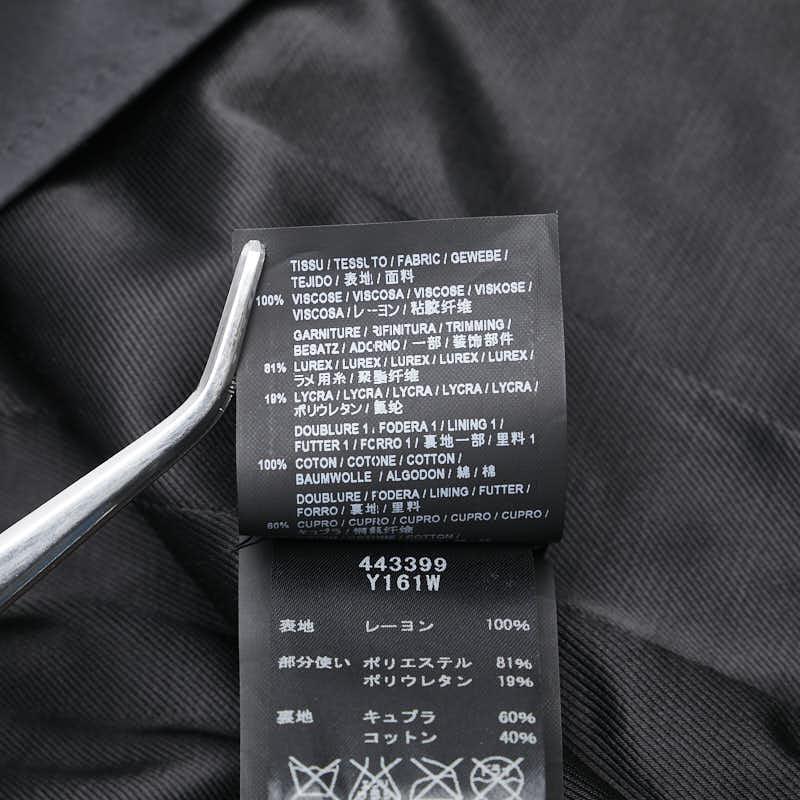 TISSU / TESSUTO / FABRIC / GEWEBE /
TEJIDO / 表地 / 面料
100% VISCOSE / VISCOSA / VISCOSE / VISKOSE /
VISCOSA / レーヨン / 粘胶纤维
GARNITURE / RIFINITURA / TRIMMING /
BESATZ / ADORNO / 一部 / 装饰部件
81% LUREX / LUREX / LUREX / LUREX / LUREX /
ラメ用糸 / 聚酯纤维
19% LYCRA / LYCRA / LYCRA / LYCRA / LYCRA /
ポリウレタン / 氨纶
DOUBLURE 1 / FODERA 1 / LINING 1 /
FUTTER 1 / FORRO 1 / 裏地一部 / 里料 1
100% COTON / COTONE / COTTON /
BAUMWOLLE / ALGODON / 綿 / 棉
DOUBLURE / FODERA / LINING / FUTTER /
FORRO / 裏地 / 里料
60% CUPRO / CUPRO / CUPRO / CUPRO / CUPRO /
キュプラ /
443399
Y161W
表地 レーヨン 100%
部分使い ポリエステル 81%
ポリウレタン 19%
裏地 キュプラ 60%
コットン 40%